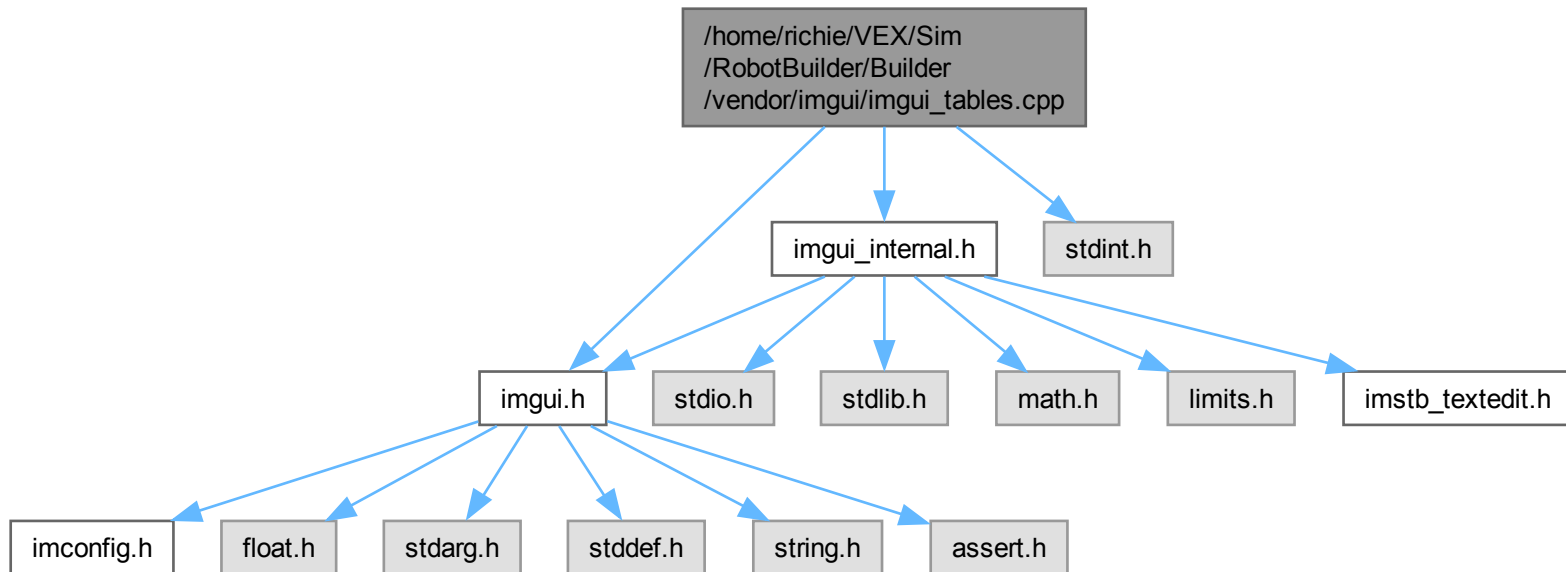 /home/richie/VEX/Sim
/RobotBuilder/Builder
/vendor/imgui/imgui_tables.cpp
imgui_internal.h
stdint.h
imgui.h
stdio.h
stdlib.h
math.h
limits.h
imstb_textedit.h
imconfig.h
float.h
stdarg.h
stddef.h
string.h
assert.h